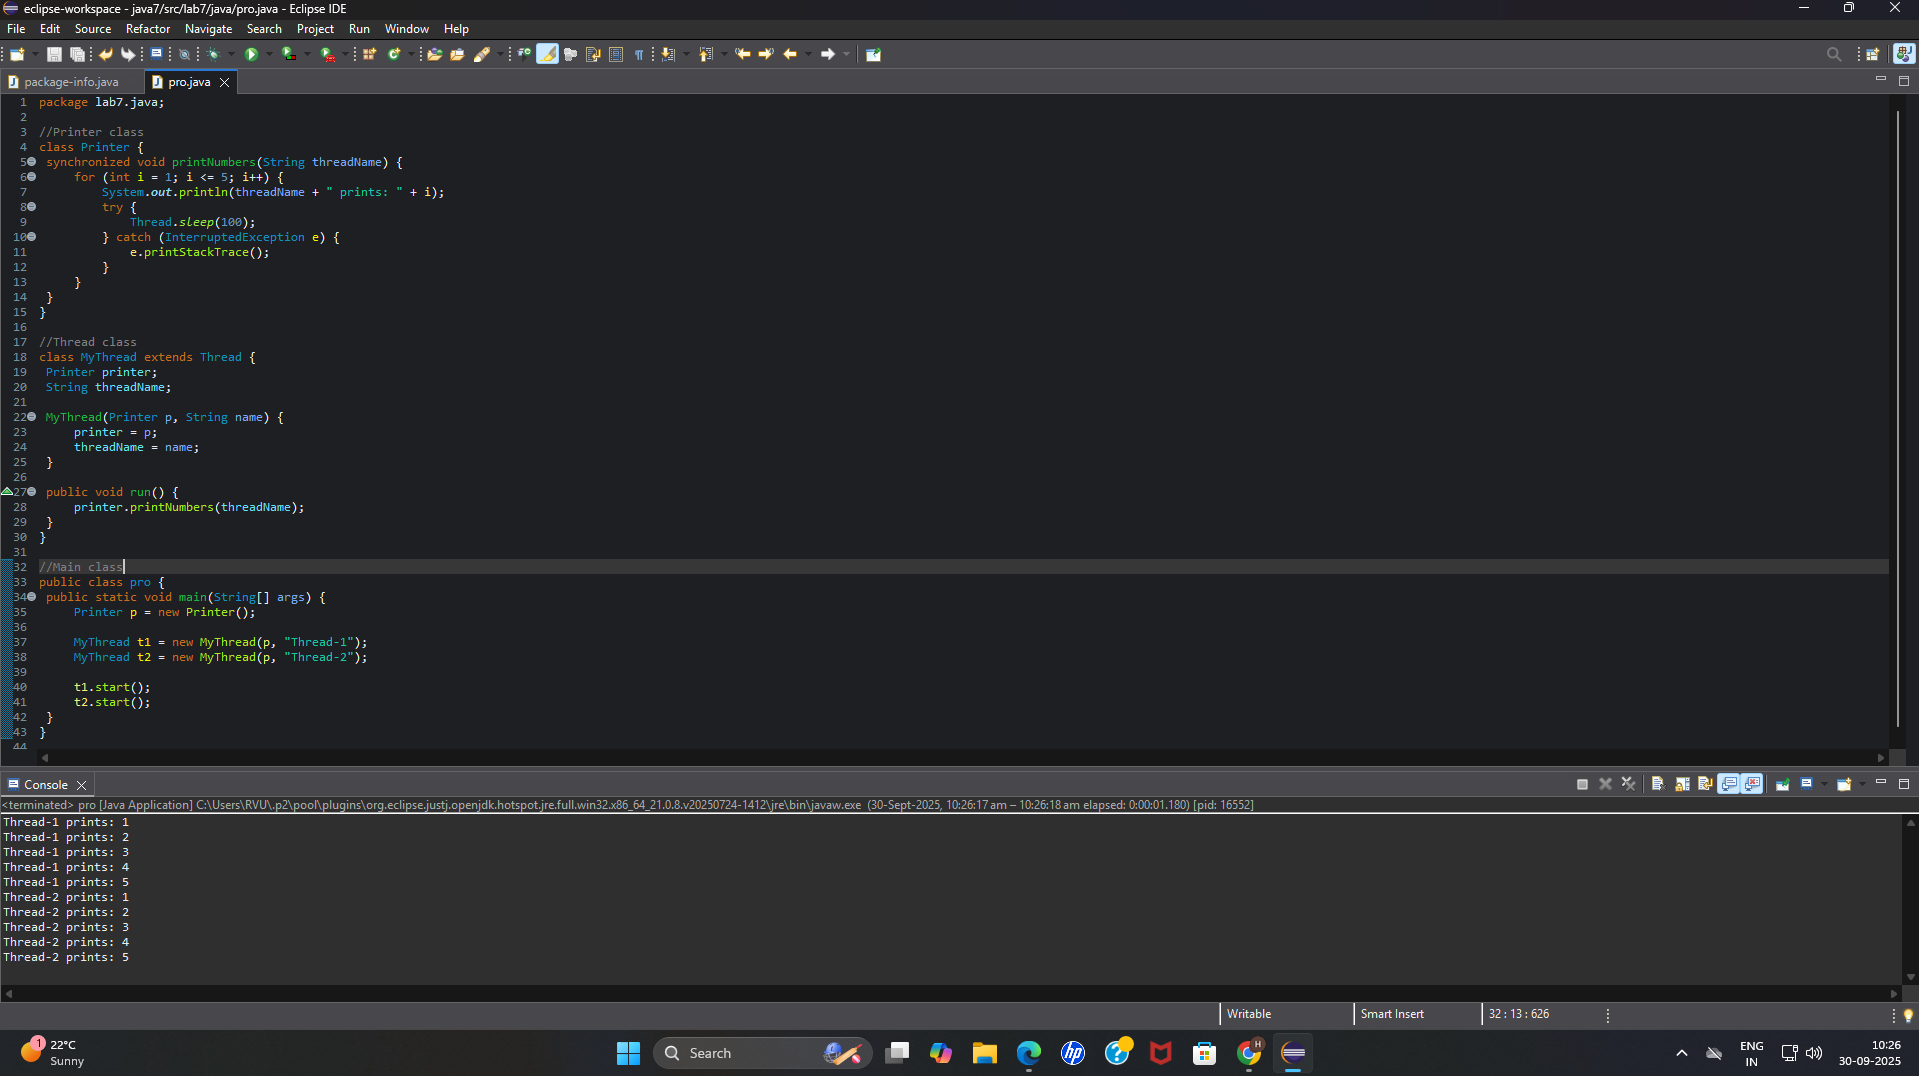 eclipse-workspace - java7/src/lab7/java/pro.java - Eclipse IDE
File Edit Source Refactor Navigate Search Project Run Window Help
package-info.java pro.java
1 package lab7.java;
2
3 //Printer class
4 class Printer {
5 synchronized void printNumbers(String threadName) {
6 for (int i = 1; i <= 5; i++) {
7 System.out.println(threadName + " prints: " + i);
8 try {
9 Thread.sleep(100);
10 } catch (InterruptedException e) {
11 e.printStackTrace();
12 }
13 }
14 }
15 }
16
17 //Thread class
18 class MyThread extends Thread {
19 Printer printer;
20 String threadName;
21
22 MyThread(Printer p, String name) {
23 printer = p;
24 threadName = name;
25 }
26
27 public void run() {
28 printer.printNumbers(threadName);
29 }
30 }
31
32 //Main class
33 public class pro {
34 public static void main(String[] args) {
35 Printer p = new Printer();
36
37 MyThread t1 = new MyThread(p, "Thread-1");
38 MyThread t2 = new MyThread(p, "Thread-2");
39
40 t1.start();
41 t2.start();
42 }
43 }
44
Console
<terminated> pro [Java Application] C:\Users\RVU\.p2\pool\plugins\org.eclipse.justj.openjdk.hotspot.jre.full.win32.x86_64_21.0.8.v20250724-1412\jre\bin\javaw.exe (30-Sept-2025, 10:26:17 am – 10:26:18 am elapsed: 0:00:01.180) [pid: 16552]
Thread-1 prints: 1
Thread-1 prints: 2
Thread-1 prints: 3
Thread-1 prints: 4
Thread-1 prints: 5
Thread-2 prints: 1
Thread-2 prints: 2
Thread-2 prints: 3
Thread-2 prints: 4
Thread-2 prints: 5
Writable Smart Insert 32 : 13 : 626
1
22°C
Sunny
Search
hp
H
ENG
IN
10:26
30-09-2025